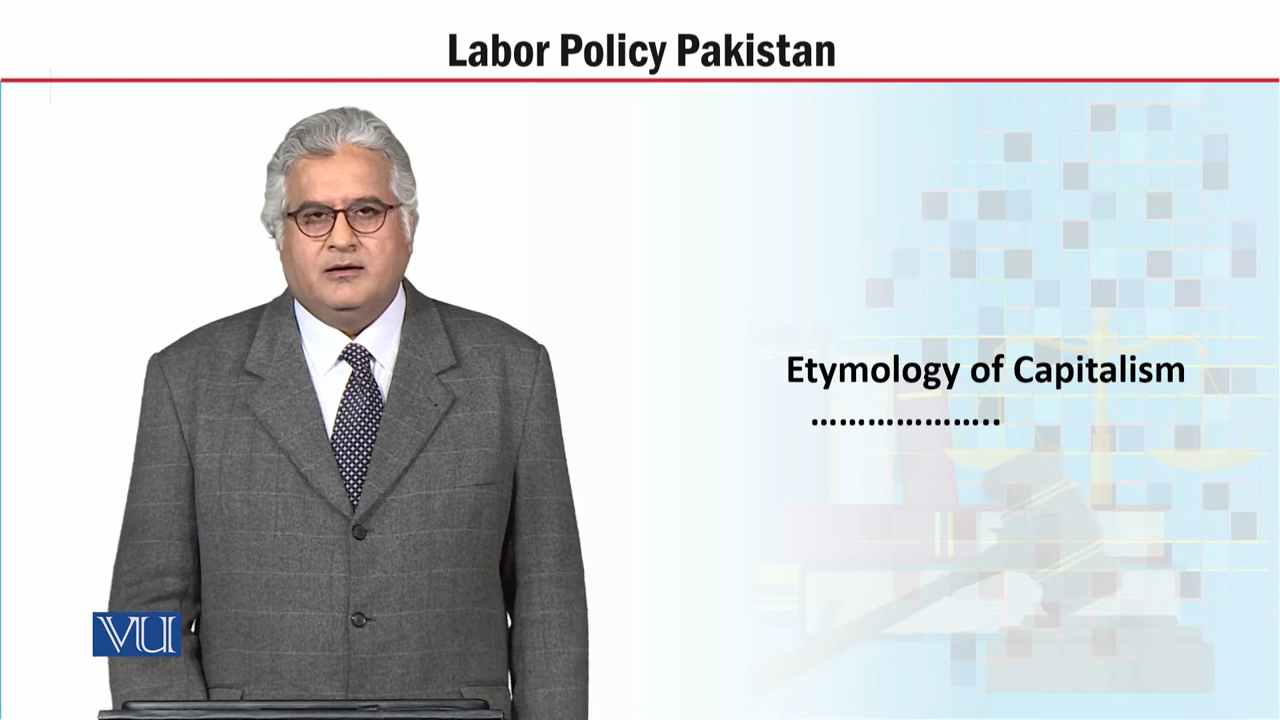 Labor Policy Pakistan
Etymology of Capitalism
………………..
VU